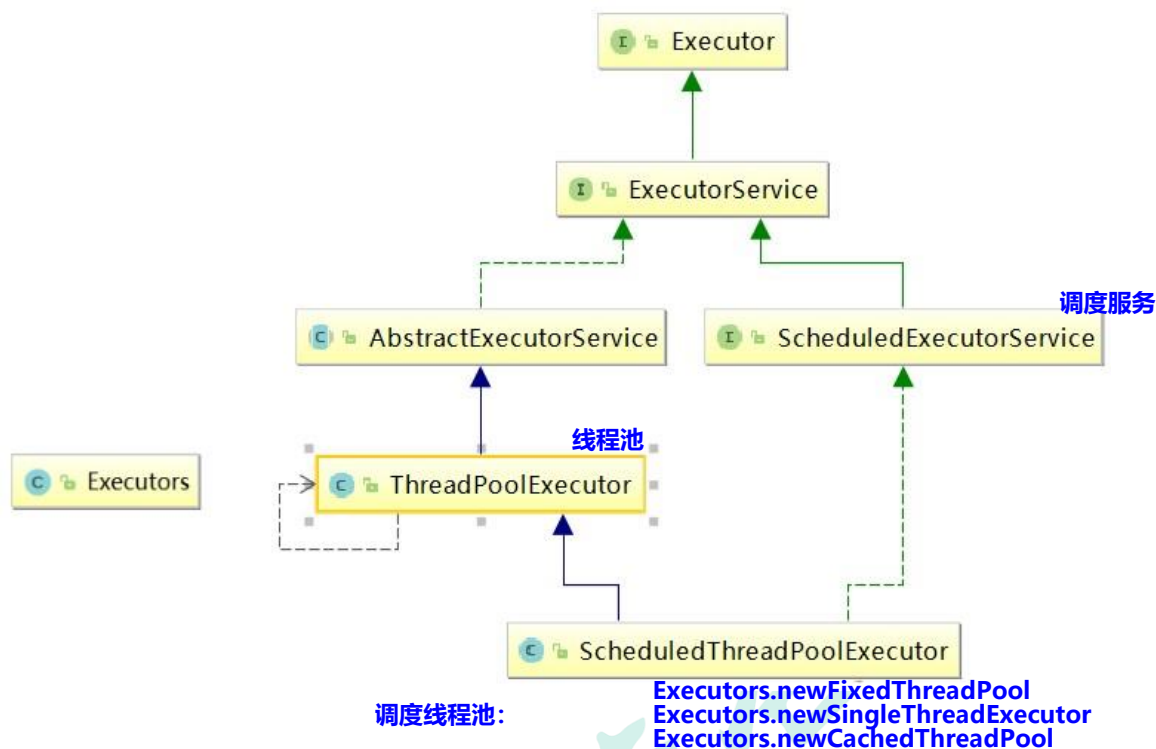 Executor
ExecutorService
调度服务
AbstractExecutorService
ScheduledExecutorService
线程池
Executors
ThreadPoolExecutor
ScheduledThreadPoolExecutor
调度线程池：
Executors.newFixedThreadPool
Executors.newSingleThreadExecutor
Executors.newCachedThreadPool